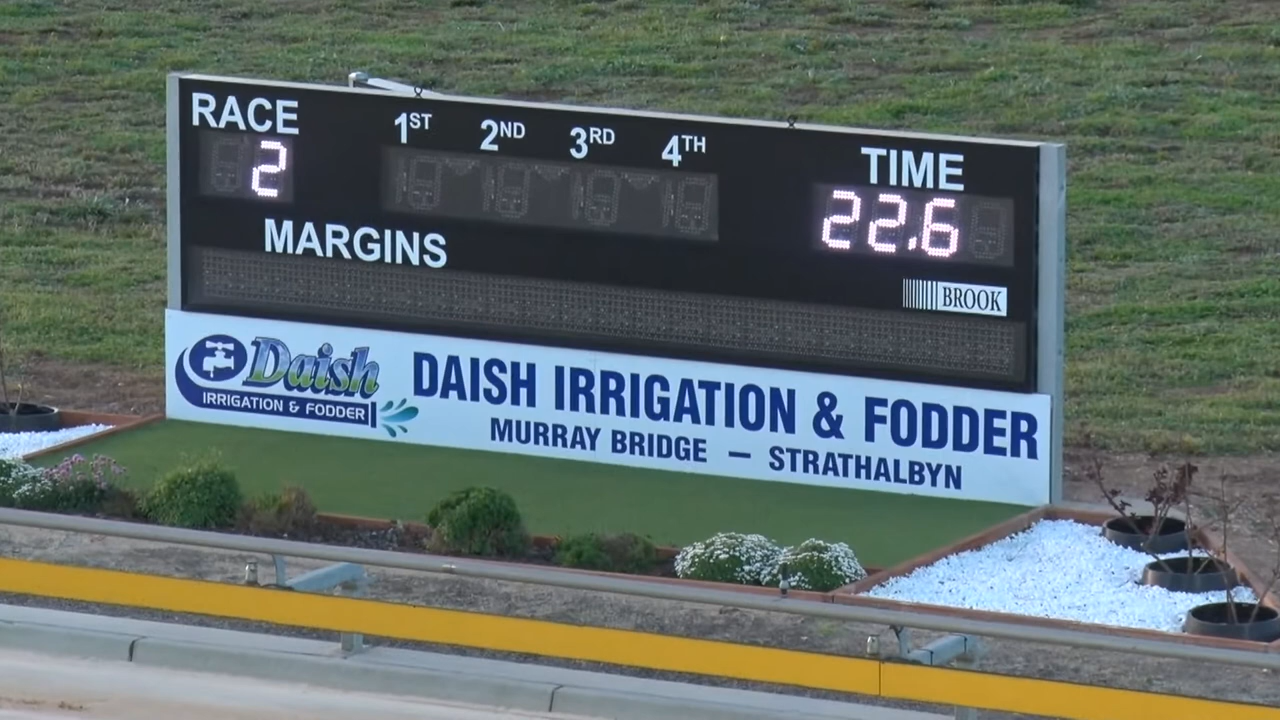 RACE 1ST 2ND 3RD 4TH TIME
2 22.6
MARGINS
BROOK
Daish
IRRIGATION & FODDER
DAISH IRRIGATION & FODDER
MURRAY BRIDGE — STRATHALBYN